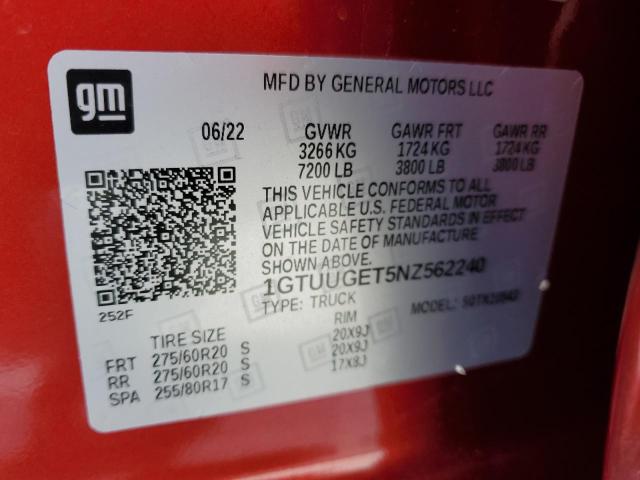 gm
MFD BY GENERAL MOTORS LLC
06/22 GVWR GAWR FRT GAWR RR
3266 KG 1724 KG 1724 KG
7200 LB 3800 LB 3800 LB
THIS VEHICLE CONFORMS TO ALL
APPLICABLE U.S. FEDERAL MOTOR
VEHICLE SAFETY STANDARDS IN EFFECT
ON THE DATE OF MANUFACTURE
SHOWN ABOVE.
1GTUUGET5NZ562240
252F
TYPE: TRUCK MODEL:
TIRE SIZE RIM
FRT 275/60R20 S 20X9J
RR 275/60R20 S 20X9J
SPA 255/80R17 S 17X8J